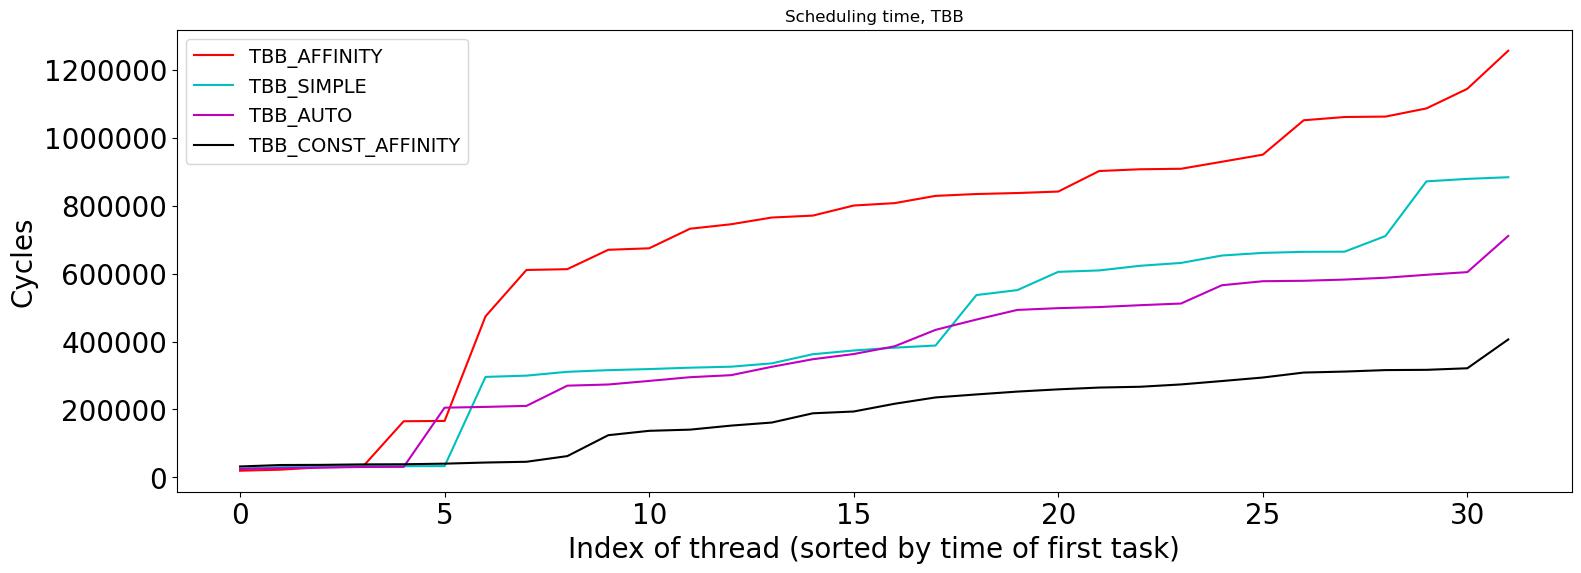 Scheduling time, TBB
TBB_AFFINITY
TBB_SIMPLE
TBB_AUTO
TBB_CONST_AFFINITY
1200000
1000000
800000
600000
400000
200000
0
Cycles
0 5 10 15 20 25 30
Index of thread (sorted by time of first task)